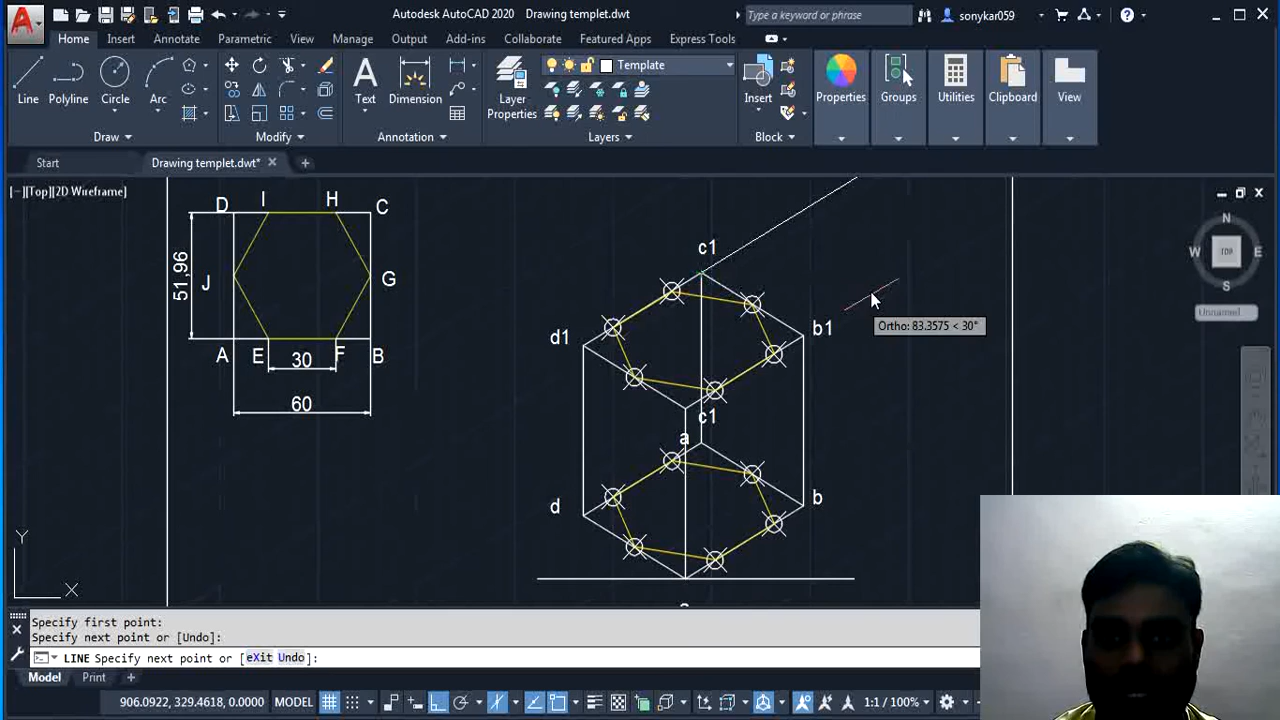 Autodesk AutoCAD 2020 Drawing templet.dwt
Type a keyword or phrase
sonykar059
Home Insert Annotate Parametric View Manage Output Add-ins Collaborate Featured Apps Express Tools
Template
Line Polyline Circle Arc
Text Dimension
Layer
Properties
Insert
Properties Groups Utilities Clipboard View
Draw Modify Annotation Layers Block
Start Drawing templet.dwt*
[−][Top][2D Wireframe]
D I H C
51,96
J G
A E F B
30
60
c1
d1 b1
c1
a
d b
N
W TOP E
S
Unnamed
Ortho: 83.3575 < 30°
Y
X
Specify first point:
Specify next point or [Undo]:
LINE Specify next point or [eXit Undo]:
Model Print
906.0922, 329.4618, 0.0000 MODEL 1:1 / 100%